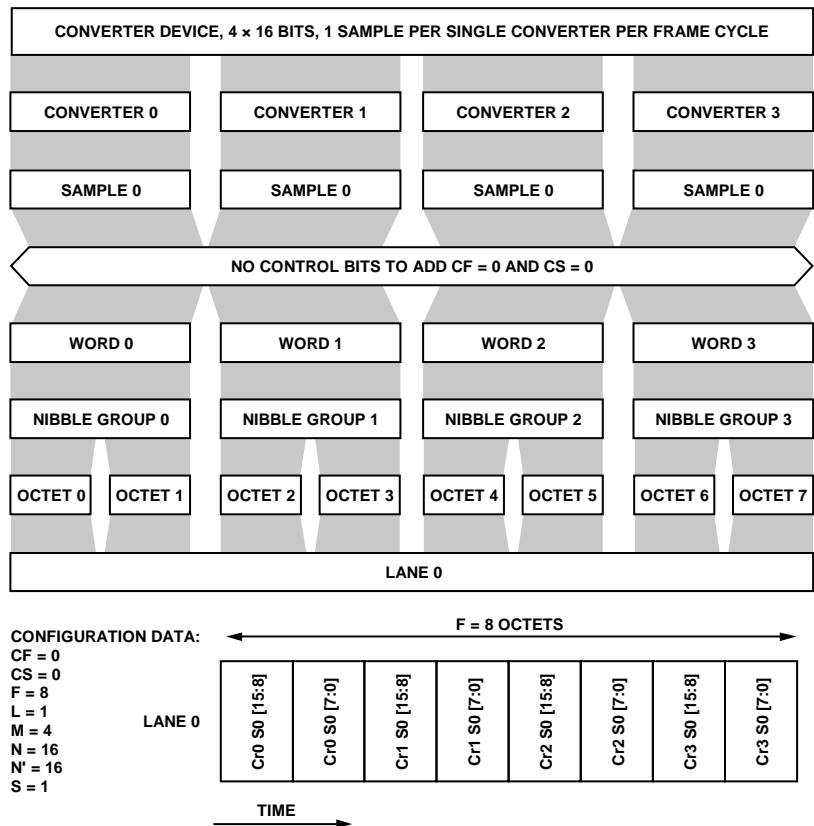 CONVERTER DEVICE, 4 × 16 BITS, 1 SAMPLE PER SINGLE CONVERTER PER FRAME CYCLE
CONVERTER 0 CONVERTER 1 CONVERTER 2 CONVERTER 3
SAMPLE 0 SAMPLE 0 SAMPLE 0 SAMPLE 0
NO CONTROL BITS TO ADD CF = 0 AND CS = 0
WORD 0 WORD 1 WORD 2 WORD 3
NIBBLE GROUP 0 NIBBLE GROUP 1 NIBBLE GROUP 2 NIBBLE GROUP 3
OCTET 0 OCTET 1 OCTET 2 OCTET 3 OCTET 4 OCTET 5 OCTET 6 OCTET 7
LANE 0
CONFIGURATION DATA:
CF = 0
CS = 0
F = 8
L = 1
M = 4
N = 16
N' = 16
S = 1
F = 8 OCTETS
LANE 0
Cr0 S0 [15:8]
Cr0 S0 [7:0]
Cr1 S0 [15:8]
Cr1 S0 [7:0]
Cr2 S0 [15:8]
Cr2 S0 [7:0]
Cr3 S0 [15:8]
Cr3 S0 [7:0]
TIME